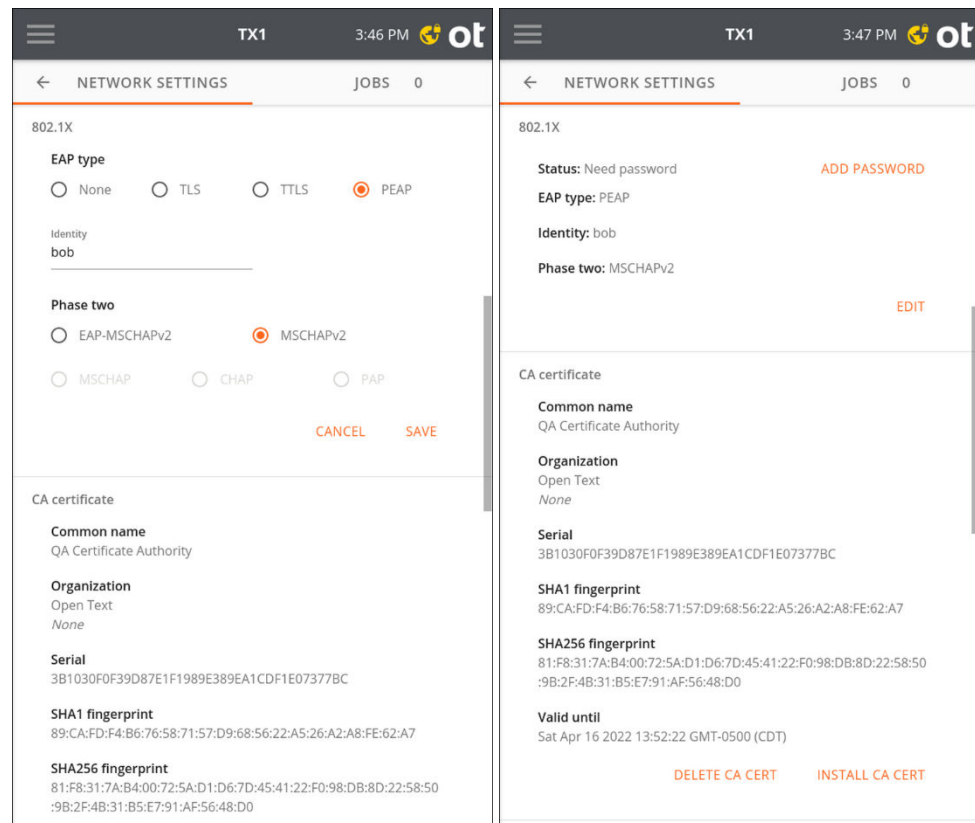 TX1 3:46 PM ot
NETWORK SETTINGS JOBS 0
802.1X
EAP type
None TLS TTLS PEAP
Identity
bob
Phase two
EAP-MSCHAPv2 MSCHAPv2
MSCHAP CHAP PAP
CANCEL SAVE
CA certificate
Common name
QA Certificate Authority
Organization
Open Text
None
Serial
3B1030F0F39D87E1F1989E389EA1CDF1E07377BC
SHA1 fingerprint
89:CA:FD:F4:B6:76:58:71:57:D9:68:56:22:A5:26:A2:A8:FE:62:A7
SHA256 fingerprint
81:F8:31:7A:B4:00:72:5A:D1:D6:7D:45:41:22:F0:98:DB:8D:22:58:50
:9B:2F:4B:31:B5:E7:91:AF:56:48:D0
TX1 3:47 PM ot
NETWORK SETTINGS JOBS 0
802.1X
Status: Need password ADD PASSWORD
EAP type: PEAP
Identity: bob
Phase two: MSCHAPv2
EDIT
CA certificate
Common name
QA Certificate Authority
Organization
Open Text
None
Serial
3B1030F0F39D87E1F1989E389EA1CDF1E07377BC
SHA1 fingerprint
89:CA:FD:F4:B6:76:58:71:57:D9:68:56:22:A5:26:A2:A8:FE:62:A7
SHA256 fingerprint
81:F8:31:7A:B4:00:72:5A:D1:D6:7D:45:41:22:F0:98:DB:8D:22:58:50
:9B:2F:4B:31:B5:E7:91:AF:56:48:D0
Valid until
Sat Apr 16 2022 13:52:22 GMT-0500 (CDT)
DELETE CA CERT INSTALL CA CERT